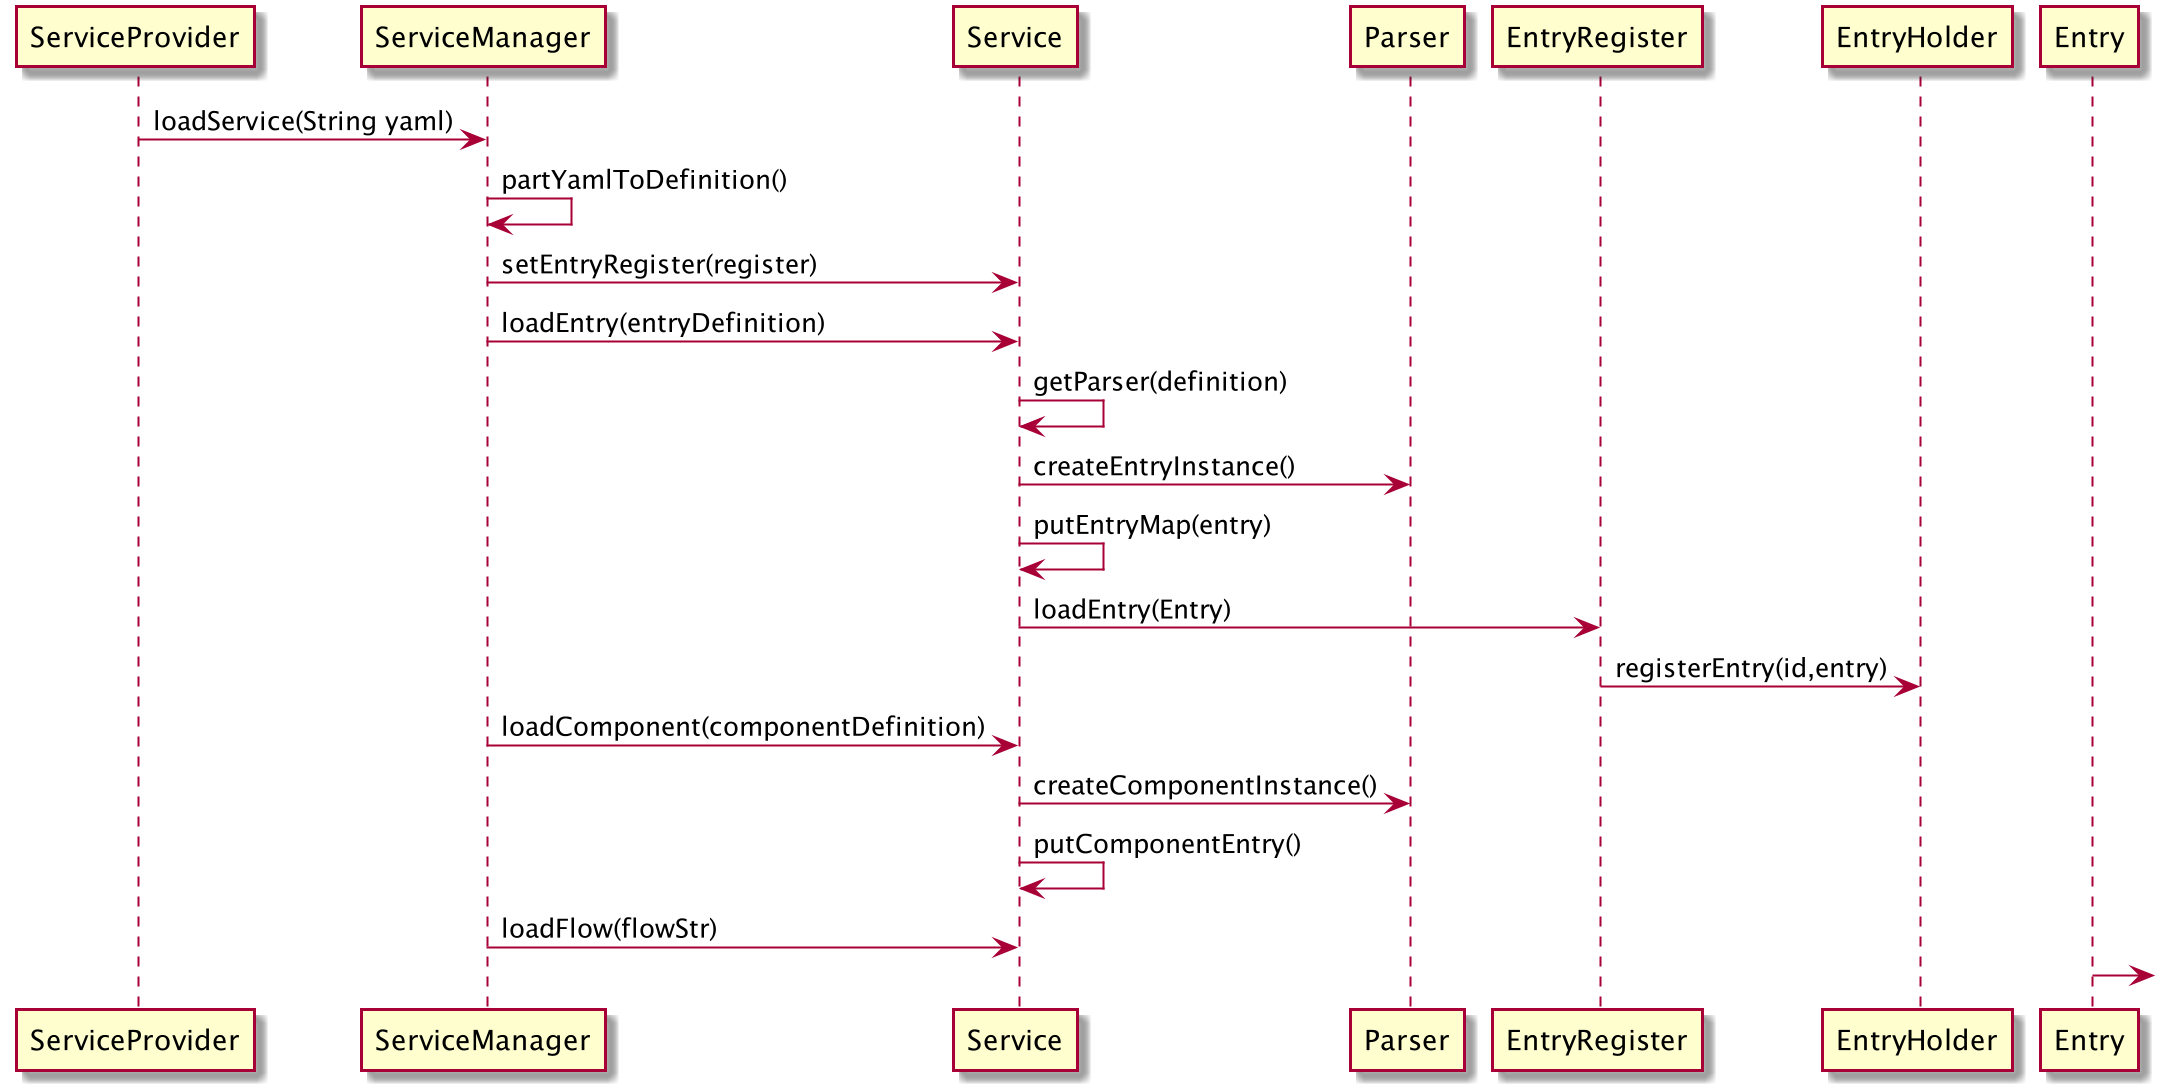 ServiceProvider
ServiceManager
Service
Parser
EntryRegister
EntryHolder
Entry
loadService(String yaml)
partYamlToDefinition()
setEntryRegister(register)
loadEntry(entryDefinition)
getParser(definition)
createEntryInstance()
putEntryMap(entry)
loadEntry(Entry)
registerEntry(id,entry)
loadComponent(componentDefinition)
createComponentInstance()
putComponentEntry()
loadFlow(flowStr)
ServiceProvider
ServiceManager
Service
Parser
EntryRegister
EntryHolder
Entry